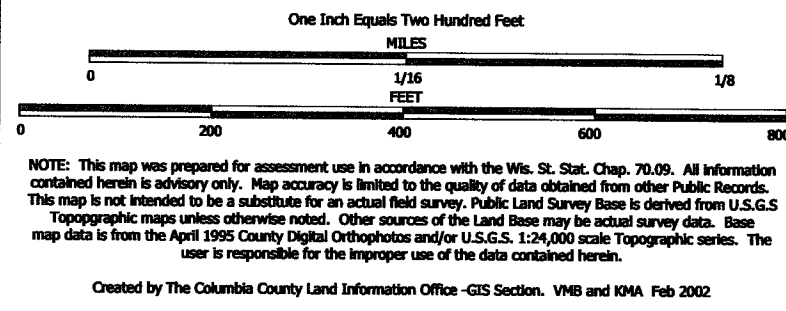 One Inch Equals Two Hundred Feet
MILES
0 1/16 1/8
FEET
0 200 400 600 800
NOTE: This map was prepared for assessment use in accordance with the Wis. St. Stat. Chap. 70.09. All information
contained herein is advisory only. Map accuracy is limited to the quality of data obtained from other Public Records.
This map is not intended to be a substitute for an actual field survey. Public Land Survey Base is derived from U.S.G.S
Topopgraphic maps unless otherwise noted. Other sources of the Land Base may be actual survey data. Base
map data is from the April 1995 County Digital Orthophotos and/or U.S.G.S. 1:24,000 scale Topographic series. The
user is responsible for the improper use of the data contained herein.
Created by The Columbia County Land Information Office -GIS Section. VMB and KMA Feb 2002